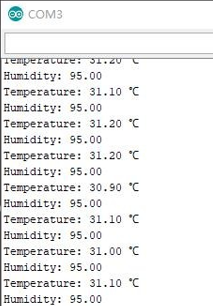 COM3
Temperature: 31.20 ℃
Humidity: 95.00
Temperature: 31.10 ℃
Humidity: 95.00
Temperature: 31.20 ℃
Humidity: 95.00
Temperature: 31.20 ℃
Humidity: 95.00
Temperature: 30.90 ℃
Humidity: 95.00
Temperature: 31.10 ℃
Humidity: 95.00
Temperature: 31.00 ℃
Humidity: 95.00
Temperature: 31.10 ℃
Humidity: 95.00